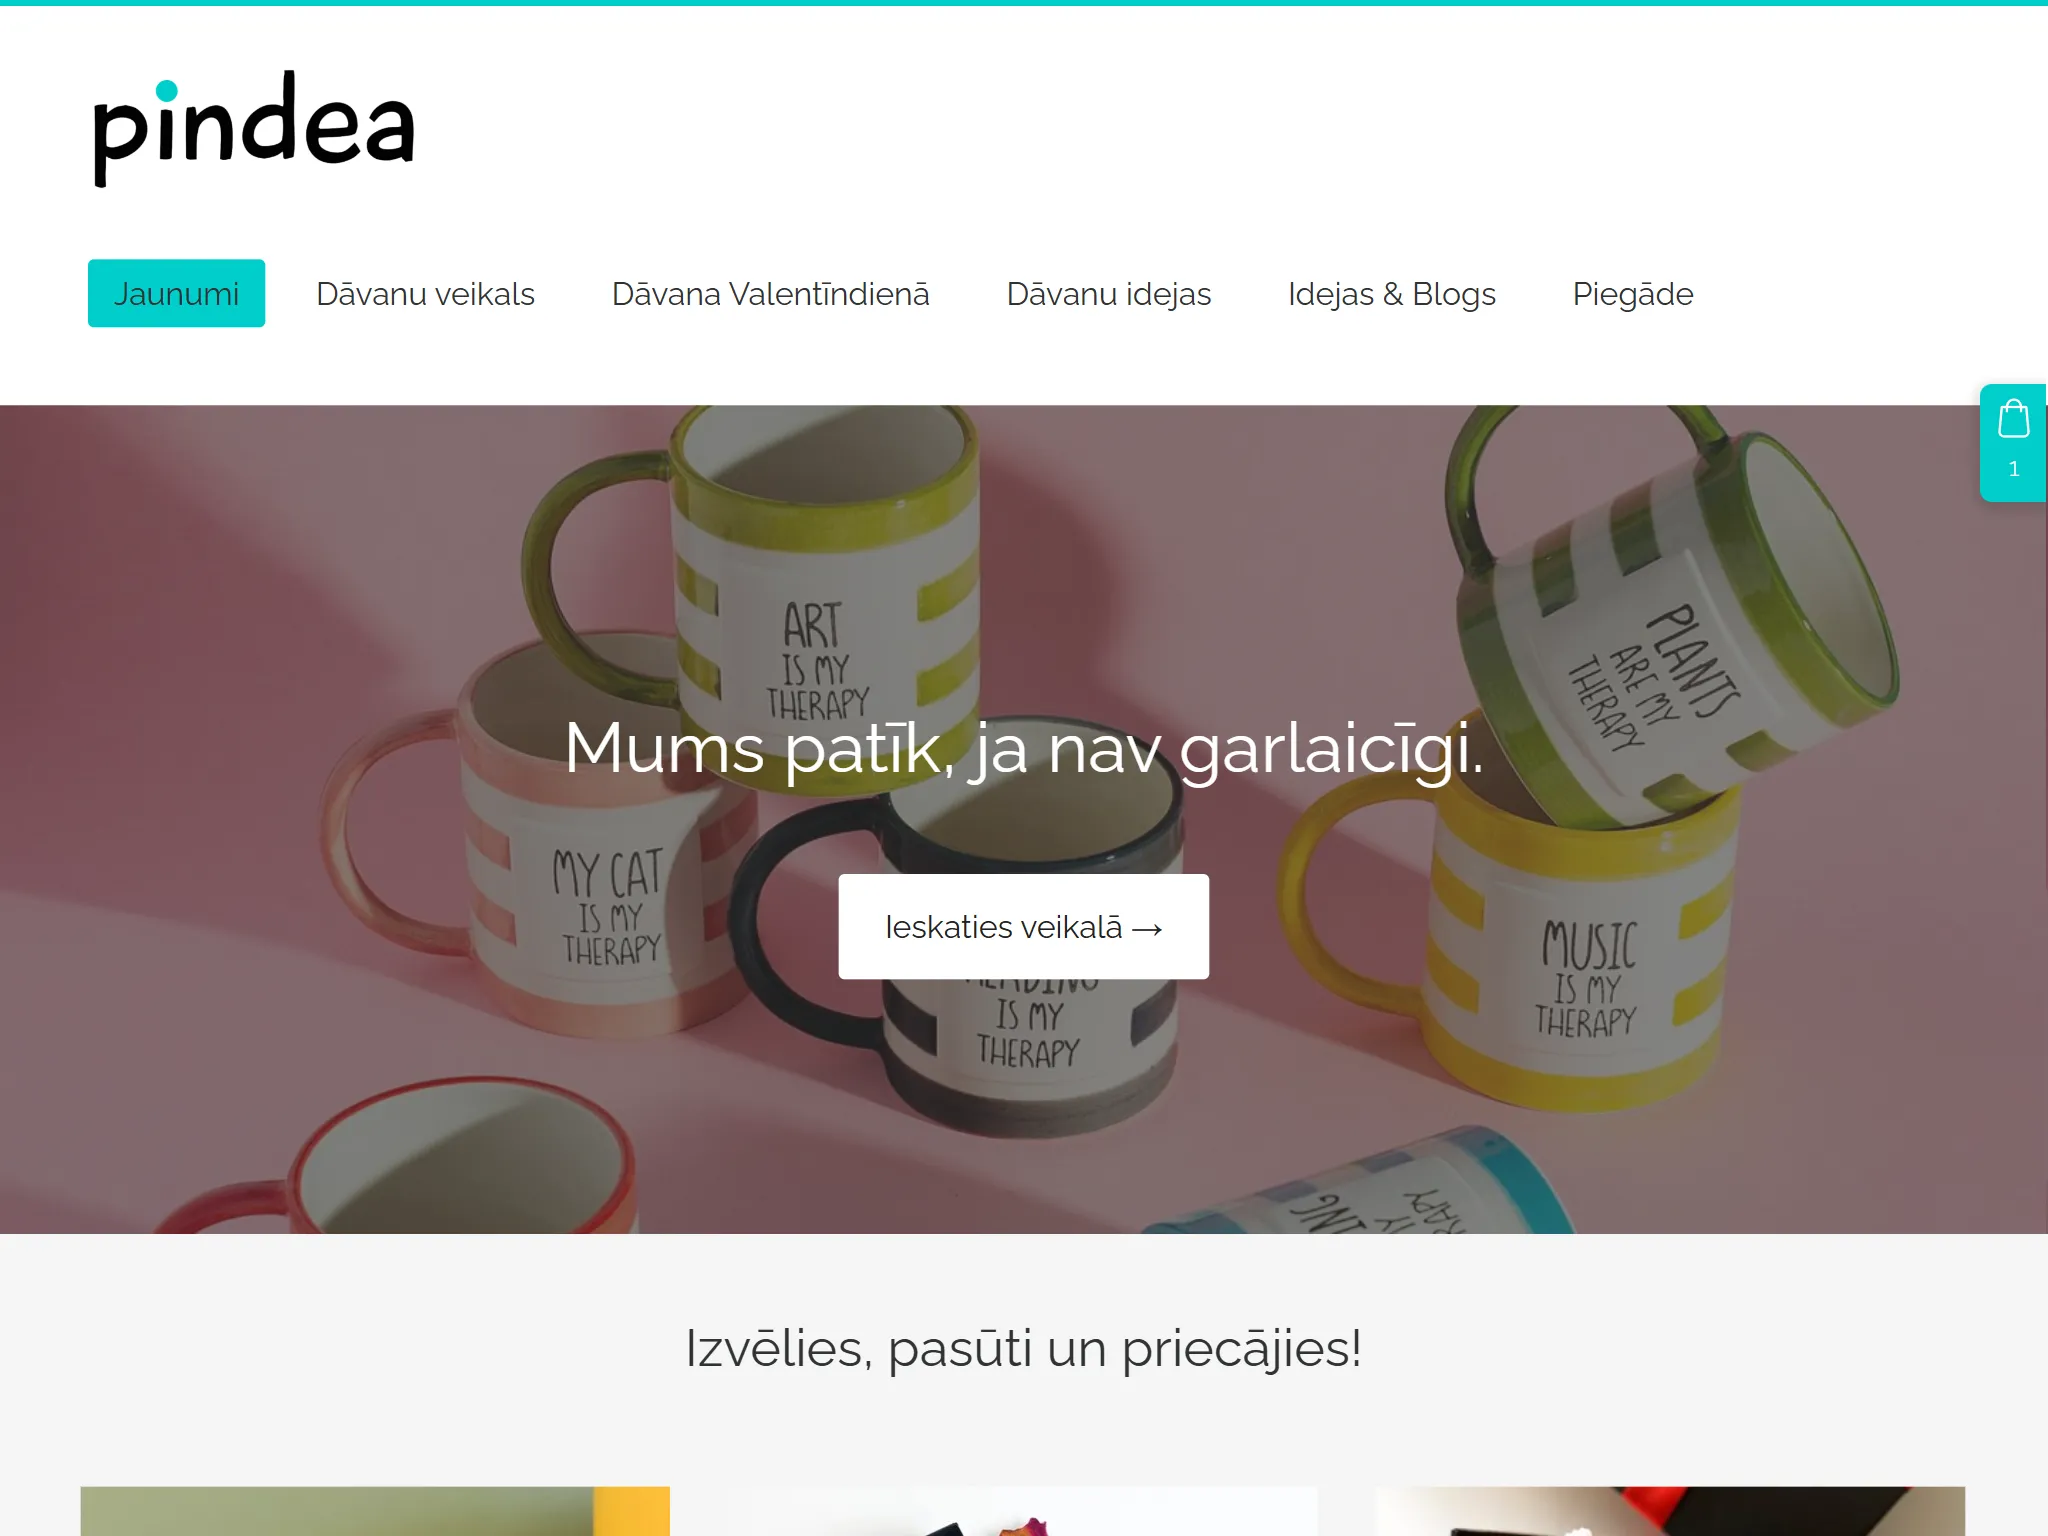 pindea
Jaunumi
Dāvanu veikals
Dāvana Valentīndienā
Dāvanu idejas
Idejas & Blogs
Piegāde
1
ART
IS MY
THERAPY
PLANTS
ARE MY
THERAPY
Mums patīk, ja nav garlaicīgi.
MY CAT
IS MY
THERAPY
Ieskaties veikalā →
IS MY
THERAPY
MUSIC
IS MY
THERAPY
Izvēlies, pasūti un priecājies!